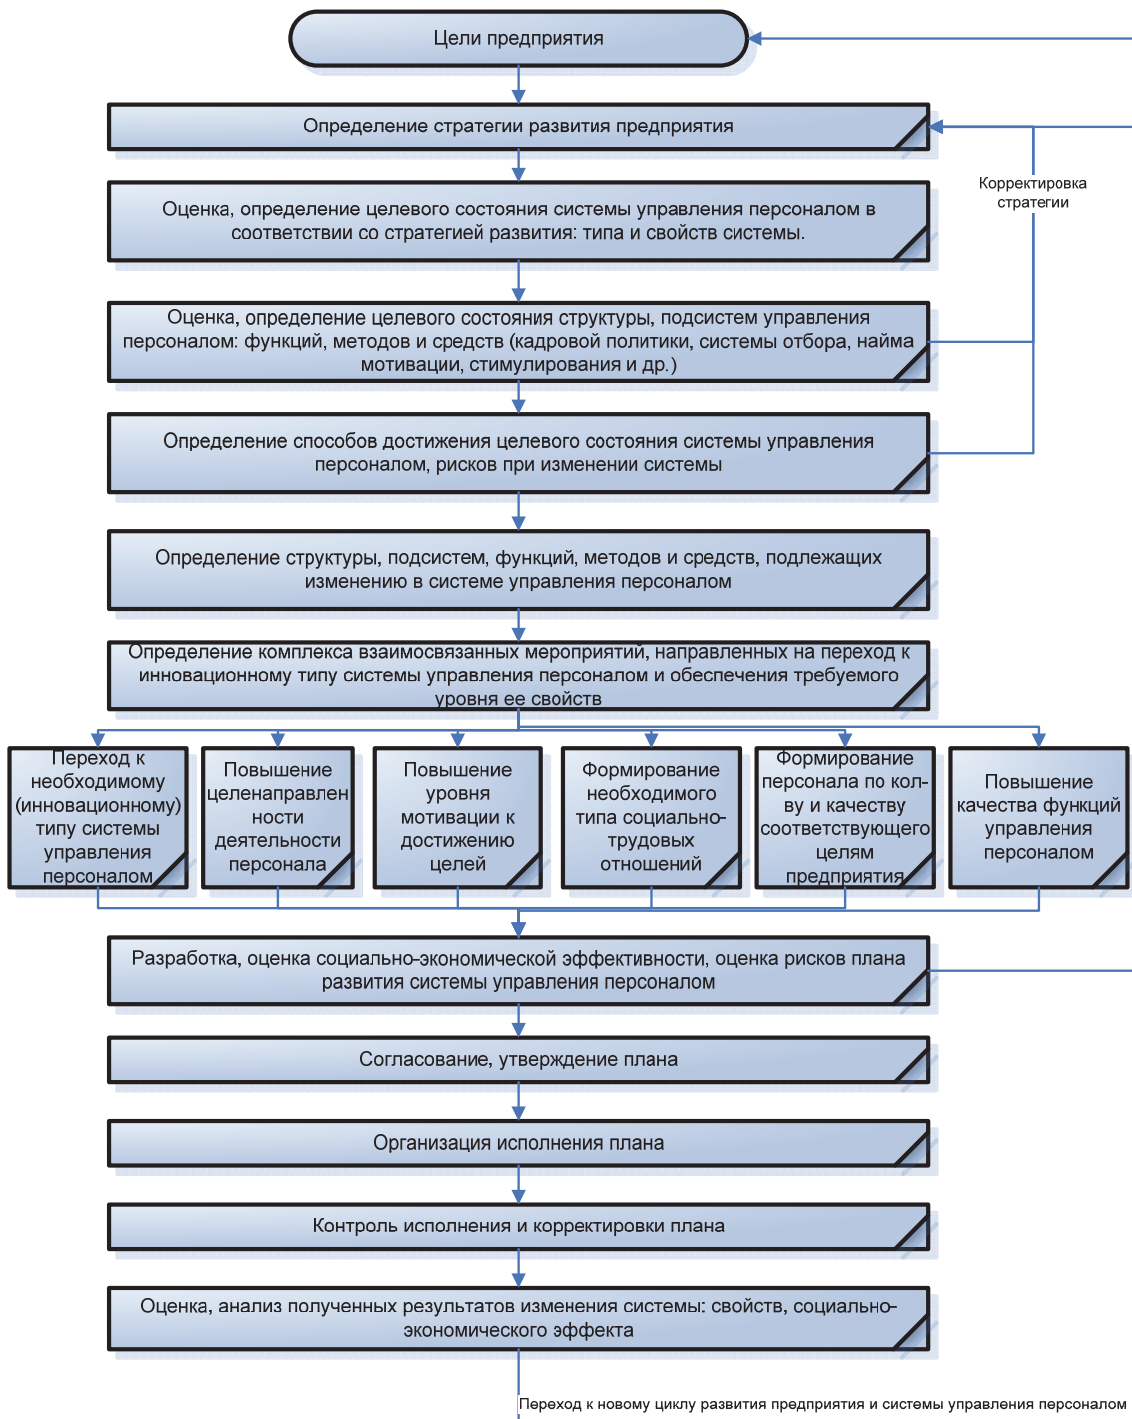 Цели предприятия
Определение стратегии развития предприятия
Корректировка
стратегии
Оценка, определение целевого состояния системы управления персоналом в
соответствии со стратегией развития: типа и свойств системы.
Оценка, определение целевого состояния структуры, подсистем управления
персоналом: функций, методов и средств (кадровой политики, системы отбора, найма
мотивации, стимулирования и др.)
Определение способов достижения целевого состояния системы управления
персоналом, рисков при изменении системы
Определение структуры, подсистем, функций, методов и средств, подлежащих
изменению в системе управления персоналом
Определение комплекса взаимосвязанных мероприятий, направленных на переход к
инновационному типу системы управления персоналом и обеспечения требуемого
уровня ее свойств
Переход к
необходимому
(инновационному)
типу системы
управления
персоналом
Повышение
целенаправлен
ности
деятельности
персонала
Повышение
уровня
мотивации к
достижению
целей
Формирование
необходимого
типа социально-
трудовых
отношений
Формирование
персонала по кол-
ву и качеству
соответствующего
целям
предприятия
Повышение
качества функций
управления
персоналом
Разработка, оценка социально-экономической эффективности, оценка рисков плана
развития системы управления персоналом
Согласование, утверждение плана
Организация исполнения плана
Контроль исполнения и корректировки плана
Оценка, анализ полученных результатов изменения системы: свойств, социально-
экономического эффекта
Переход к новому циклу развития предприятия и системы управления персоналом